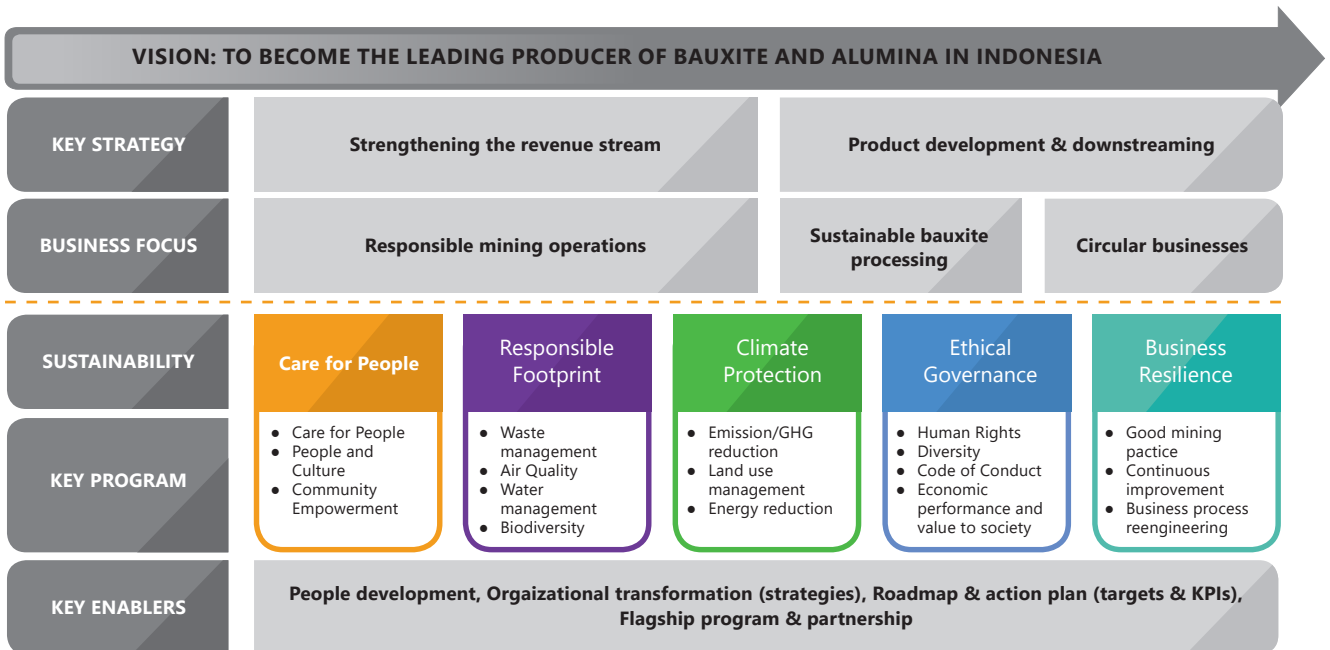 VISION: TO BECOME THE LEADING PRODUCER OF BAUXITE AND ALUMINA IN INDONESIA
KEY STRATEGY
Strengthening the revenue stream
Product development & downstreaming
BUSINESS FOCUS
Responsible mining operations
Sustainable bauxite
processing
Circular businesses
SUSTAINABILITY
Care for People
Responsible
Footprint
Climate
Protection
Ethical
Governance
Business
Resilience
KEY PROGRAM
● Care for People
● People and
Culture
● Community
Empowerment
● Waste
management
● Air Quality
● Water
management
● Biodiversity
● Emission/GHG
reduction
● Land use
management
● Energy reduction
● Human Rights
● Diversity
● Code of Conduct
● Economic
performance and
value to society
● Good mining
pactice
● Continuous
improvement
● Business process
reengineering
KEY ENABLERS
People development, Orgaizational transformation (strategies), Roadmap & action plan (targets & KPIs),
Flagship program & partnership